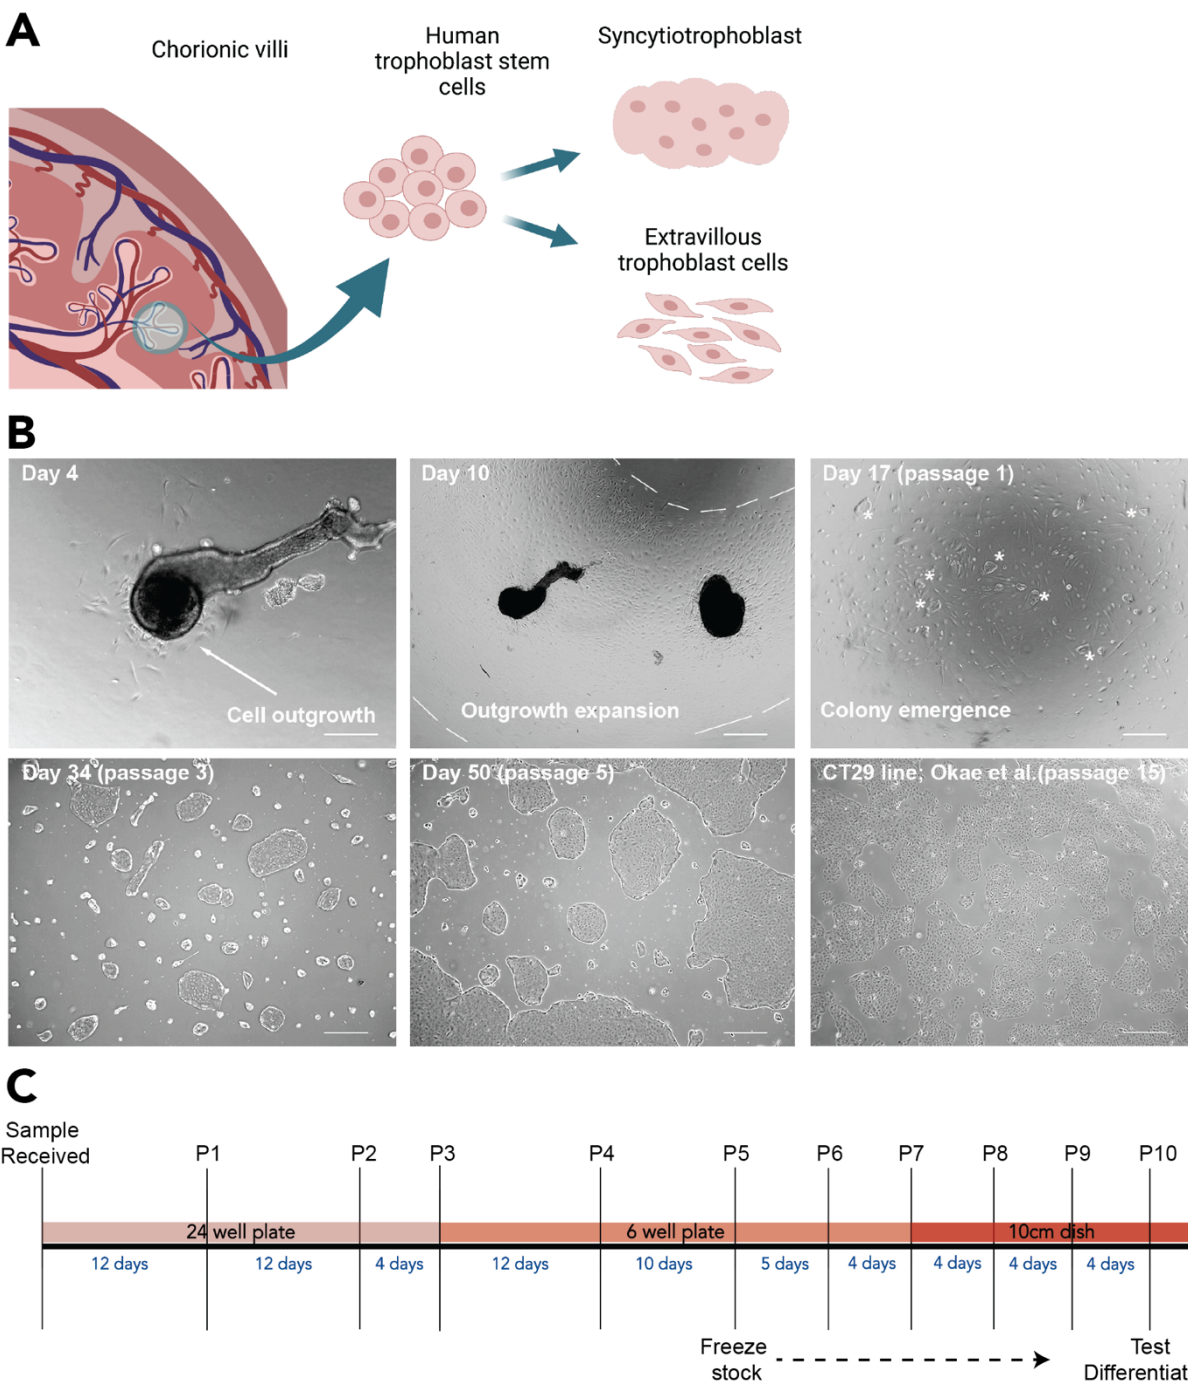 A
Chorionic villi
Human
trophoblast stem
cells
Syncytiotrophoblast
Extravillous
trophoblast cells
B
Day 4
Cell outgrowth
Day 10
Outgrowth expansion
Day 17 (passage 1)
* * * * * * *
Colony emergence
Day 34 (passage 3)
Day 50 (passage 5)
CT29 line; Okae et al.(passage 15)
C
Sample
Received
P1 P2 P3 P4 P5 P6 P7 P8 P9 P10
24 well plate 6 well plate 10cm dish
12 days 12 days 4 days 12 days 10 days 5 days 4 days 4 days 4 days 4 days
Freeze
stock
Test
Differentiat